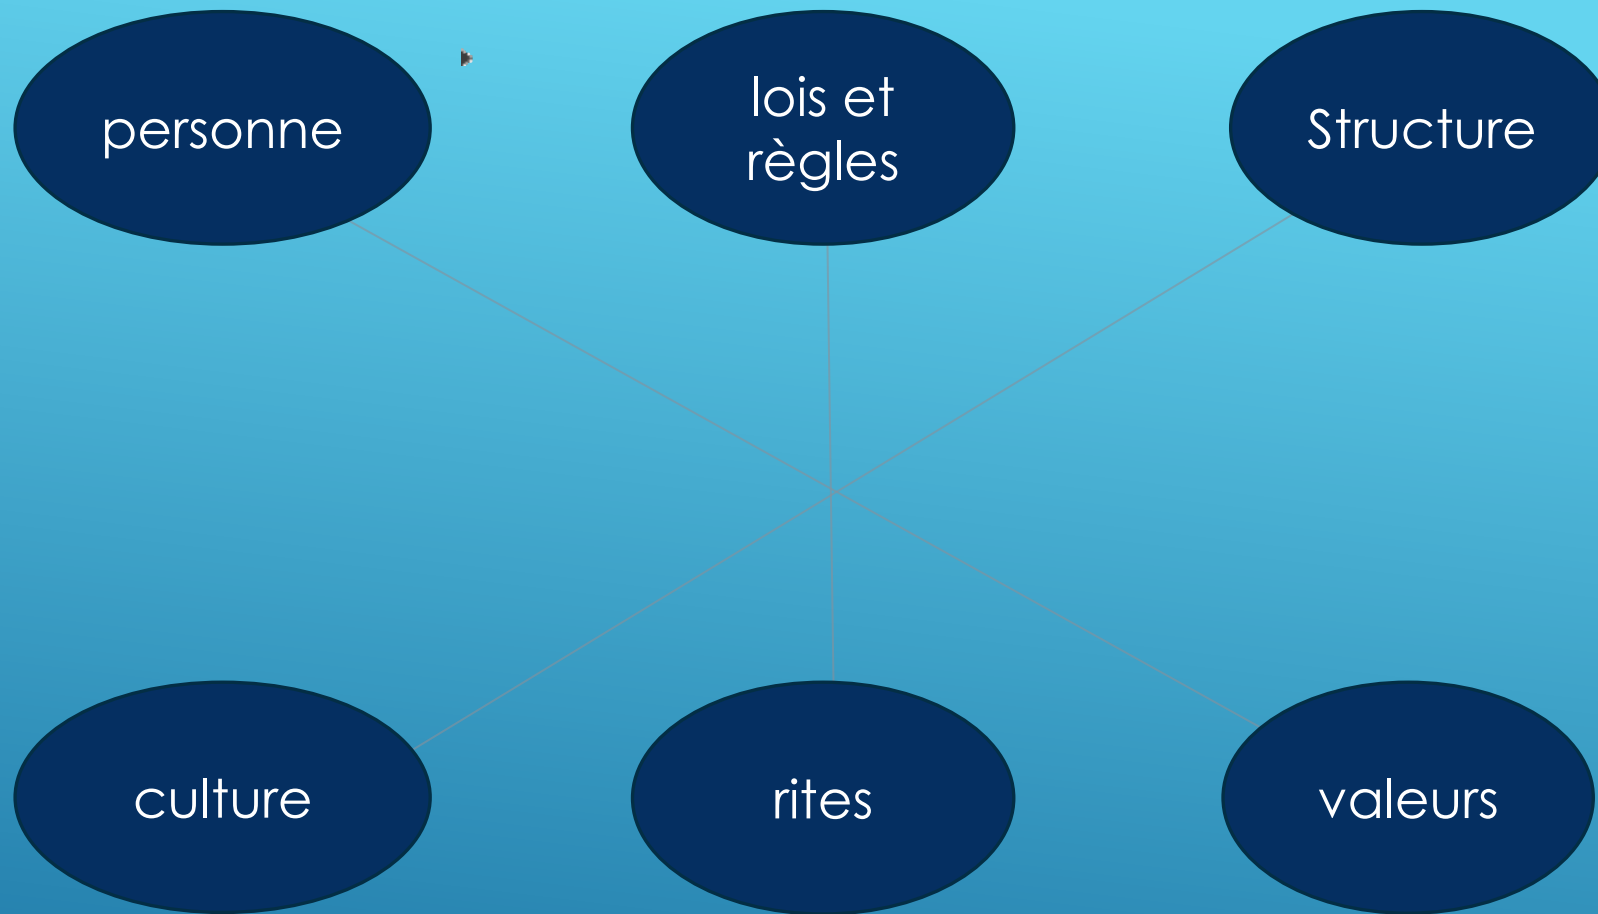 personne
lois et
règles
Structure
culture
rites
valeurs